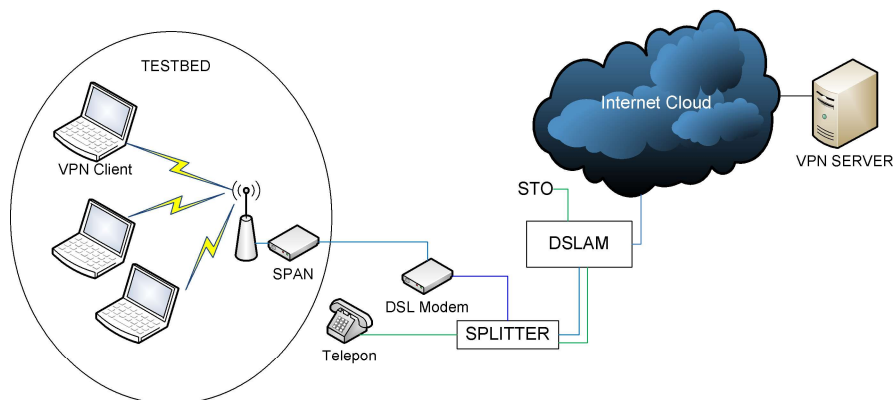 TESTBED
VPN Client
SPAN
DSL Modem
Telepon
SPLITTER
STO
DSLAM
Internet Cloud
VPN SERVER